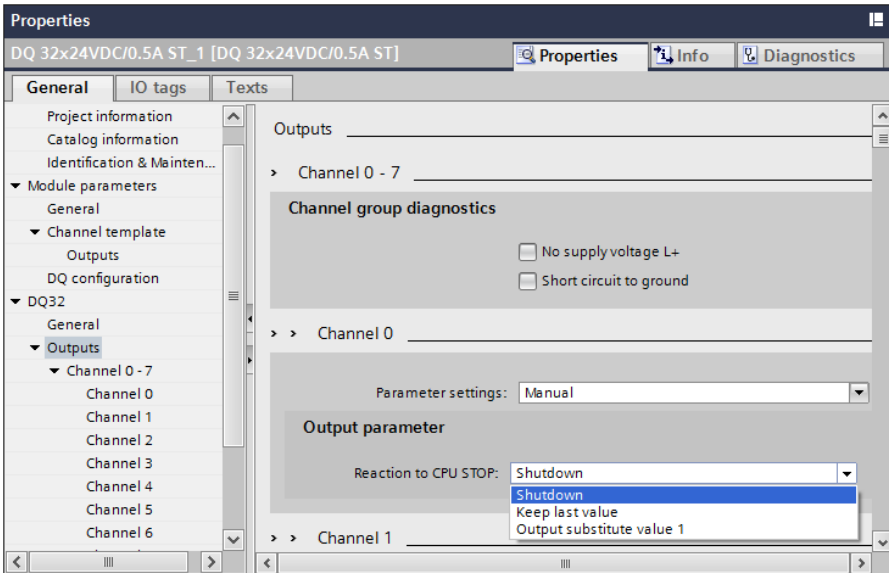 Properties
DQ 32x24VDC/0.5A ST_1 [DQ 32x24VDC/0.5A ST]
Properties
Info
Diagnostics
General
IO tags
Texts
Project information
Catalog information
Identification & Mainten...
Module parameters
General
Channel template
Outputs
DQ configuration
DQ32
General
Outputs
Channel 0 - 7
Channel 0
Channel 1
Channel 2
Channel 3
Channel 4
Channel 5
Channel 6
Outputs
Channel 0 - 7
Channel group diagnostics
No supply voltage L+
Short circuit to ground
Channel 0
Parameter settings: Manual
Output parameter
Reaction to CPU STOP: Shutdown
Shutdown
Keep last value
Output substitute value 1
Channel 1